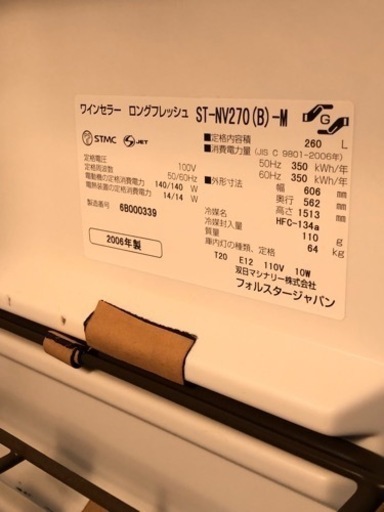 ワインセラー ロングフレッシュ ST-NV270(B)-M
STMC JET
G
定格電圧 100V
定格周波数 50/60Hz
電動機の定格消費電力 140/140 W
電熱装置の定格消費電力 14/14 W
製造番号 6B000339
2006年製
■定格内容積 260 L
■消費電力量 (JIS C 9801-2006年)
50Hz 350 kWh/年
60Hz 350 kWh/年
■外形寸法 幅 606 mm
奥行 562 mm
高さ 1513 mm
冷媒名 HFC-134a
冷媒封入量 110 g
質量 64 kg
庫内灯の種類、定格
T20 E12 110V 10W
双日マシナリー株式会社
フォルスタージャパン